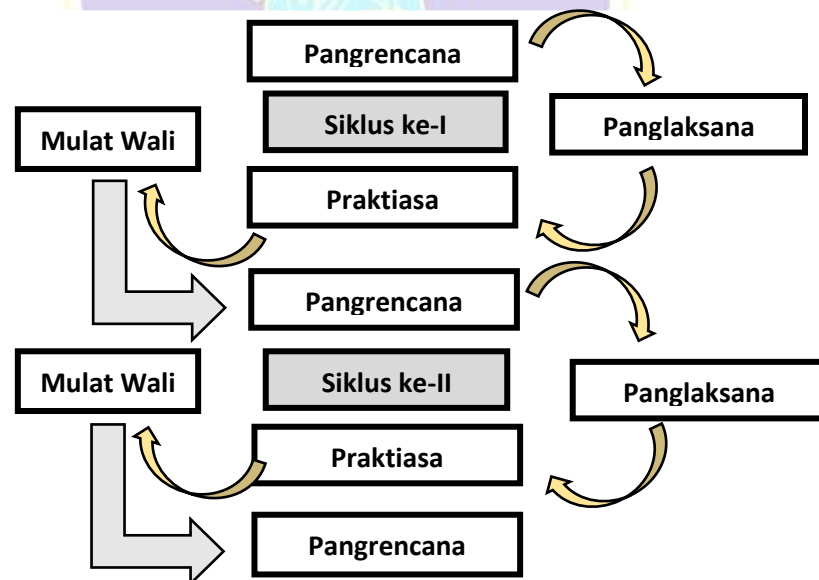 Pangrencana
Siklus ke-I
Mulat Wali
Panglaksana
Praktiasa
Pangrencana
Mulat Wali
Siklus ke-II
Panglaksana
Praktiasa
Pangrencana